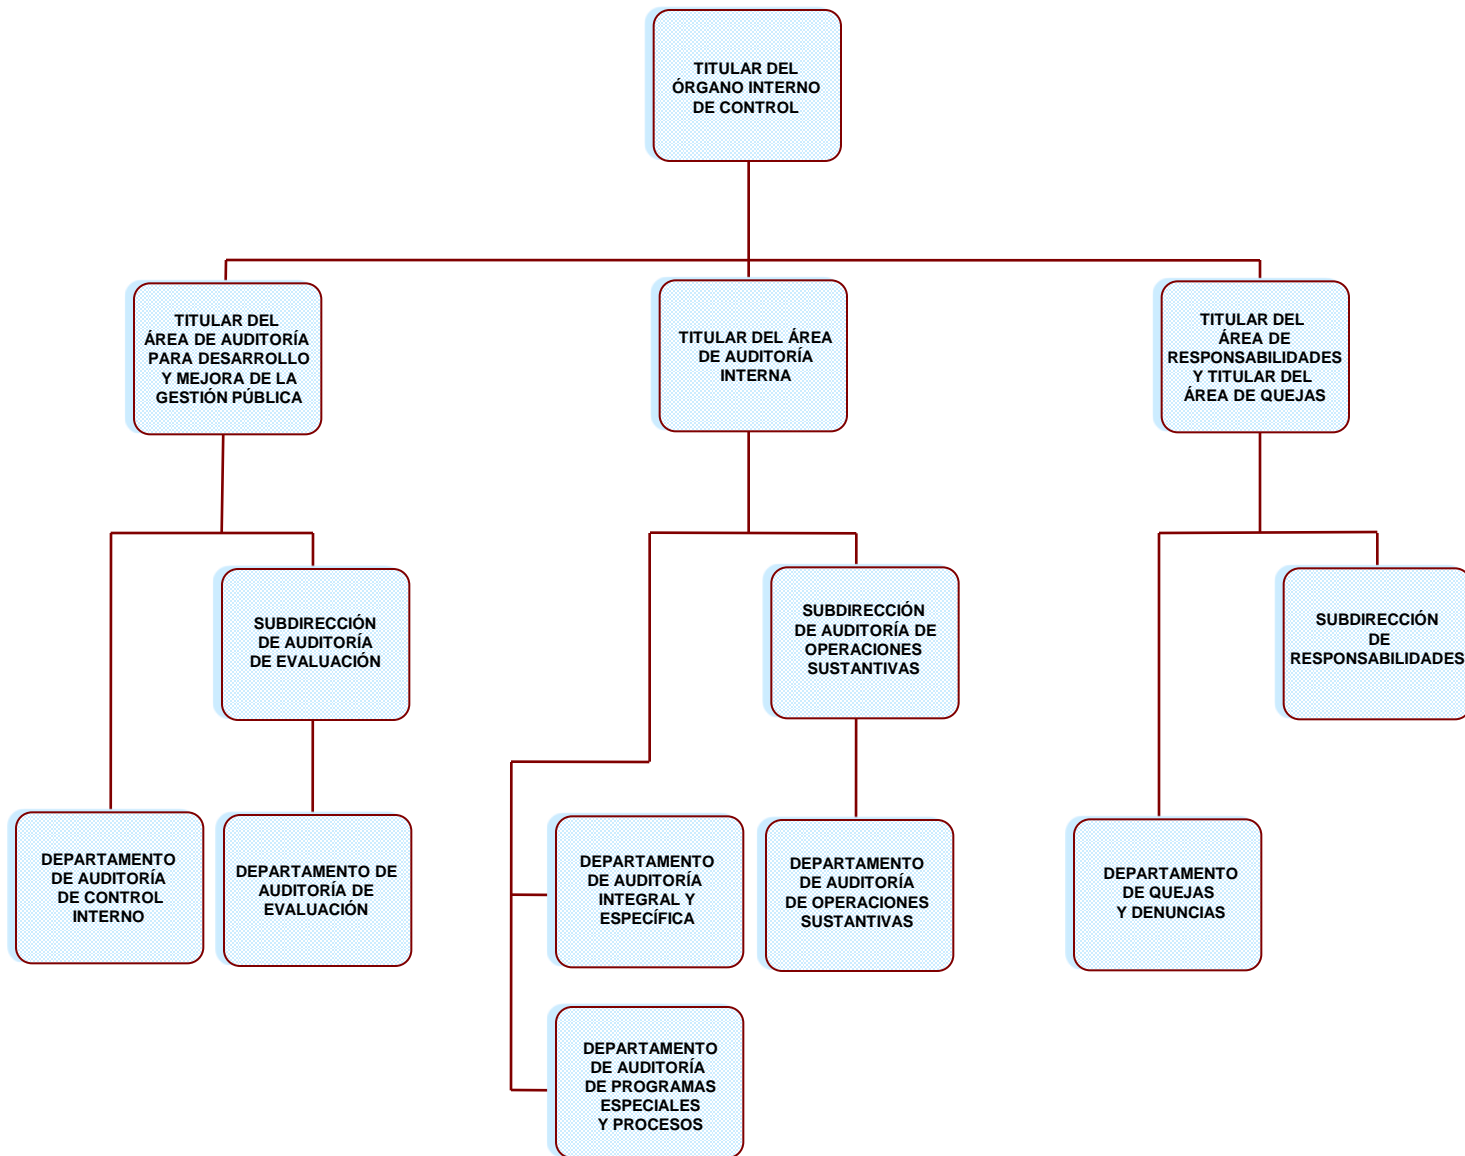 TITULAR DEL
ÓRGANO INTERNO
DE CONTROL
TITULAR DEL
ÁREA DE AUDITORÍA
PARA DESARROLLO
Y MEJORA DE LA
GESTIÓN PÚBLICA
TITULAR DEL ÁREA
DE AUDITORÍA
INTERNA
TITULAR DEL
ÁREA DE
RESPONSABILIDADES
Y TITULAR DEL
ÁREA DE QUEJAS
SUBDIRECCIÓN
DE AUDITORÍA
DE EVALUACIÓN
SUBDIRECCIÓN
DE AUDITORÍA DE
OPERACIONES
SUSTANTIVAS
SUBDIRECCIÓN
DE
RESPONSABILIDADES
DEPARTAMENTO
DE AUDITORÍA
DE CONTROL
INTERNO
DEPARTAMENTO DE
AUDITORÍA DE
EVALUACIÓN
DEPARTAMENTO
DE AUDITORÍA
INTEGRAL Y
ESPECÍFICA
DEPARTAMENTO
DE AUDITORÍA
DE OPERACIONES
SUSTANTIVAS
DEPARTAMENTO
DE QUEJAS
Y DENUNCIAS
DEPARTAMENTO
DE AUDITORÍA
DE PROGRAMAS
ESPECIALES
Y PROCESOS